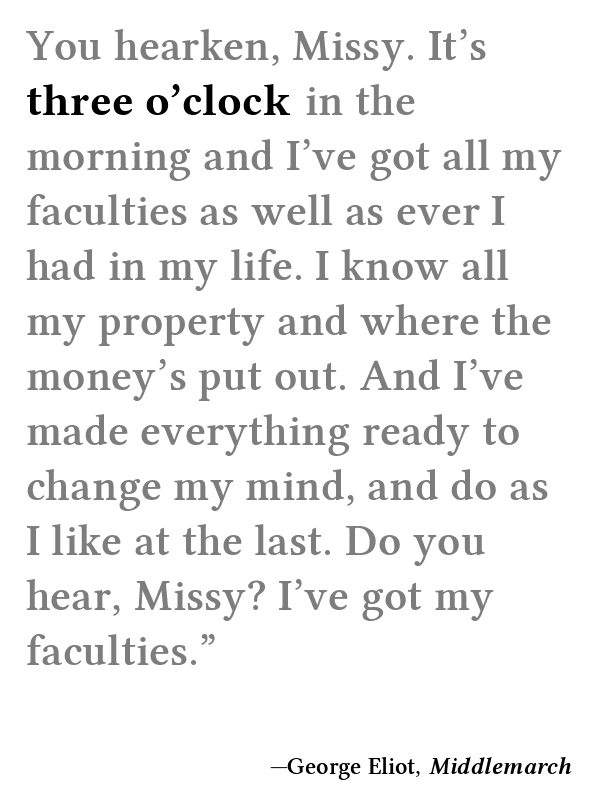 You hearken, Missy. It’s
three o’clock in the
morning and I’ve got all my
faculties as well as ever I
had in my life. I know all
my property and where the
money’s put out. And I’ve
made everything ready to
change my mind, and do as
I like at the last. Do you
hear, Missy? I’ve got my
faculties.”
—George Eliot, Middlemarch